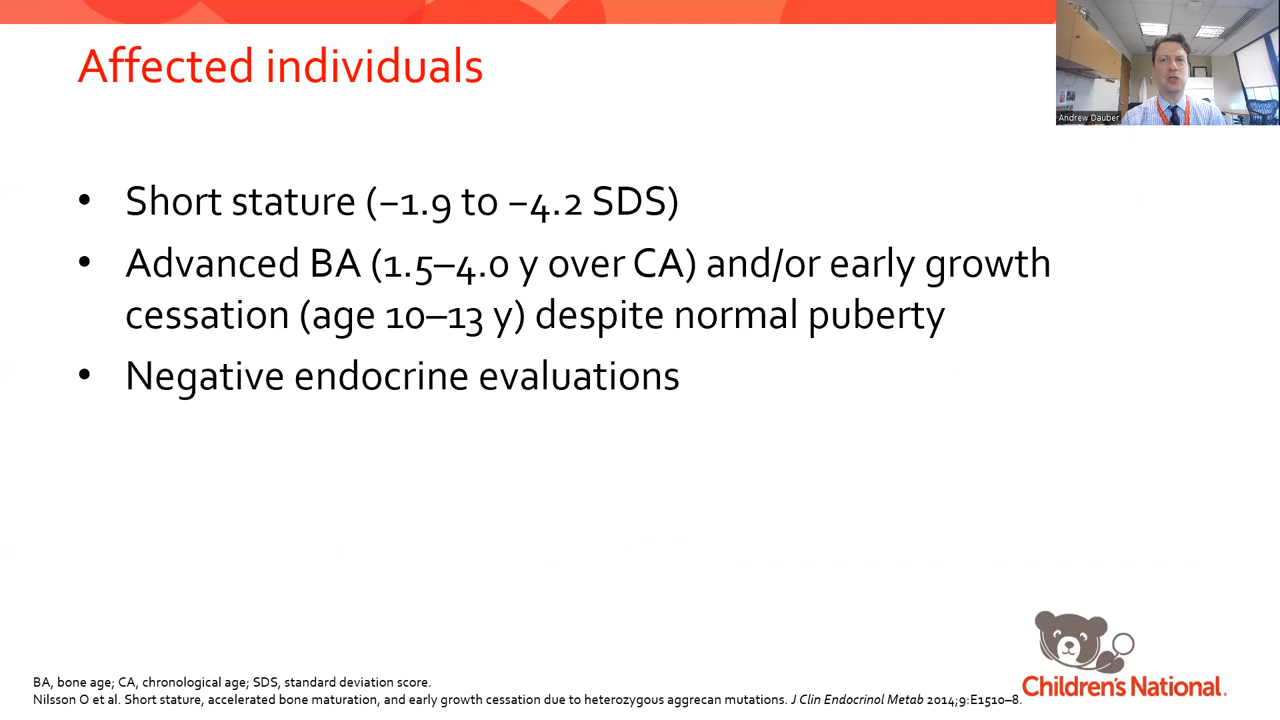 Affected individuals
Andrew Dauber
• Short stature (−1.9 to −4.2 SDS)
• Advanced BA (1.5–4.0 y over CA) and/or early growth
cessation (age 10–13 y) despite normal puberty
• Negative endocrine evaluations
BA, bone age; CA, chronological age; SDS, standard deviation score.
Nilsson O et al. Short stature, accelerated bone maturation, and early growth cessation due to heterozygous aggrecan mutations. J Clin Endocrinol Metab 2014;9:E1510–8.
Children's National.